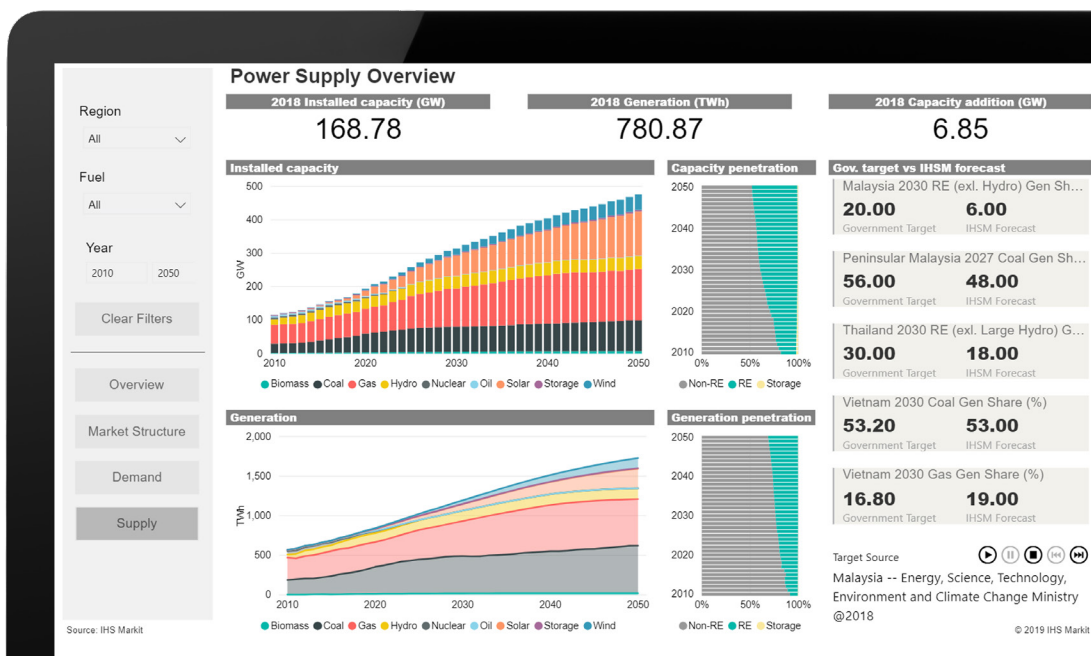 Power Supply Overview
Region
All
Fuel
All
Year
2010 2050
Clear Filters
Overview
Market Structure
Demand
Supply
Source: IHS Markit
2018 Installed capacity (GW)
168.78
2018 Generation (TWh)
780.87
2018 Capacity addition (GW)
6.85
Installed capacity
500
400
300
200
100
0
GW
2010 2020 2030 2040 2050
Biomass Coal Gas Hydro Nuclear Oil Solar Storage Wind
Capacity penetration
2050
2040
2030
2020
2010
0% 50% 100%
Non-RE RE Storage
Generation
2,000
1,500
1,000
500
0
TWh
2010 2020 2030 2040 2050
Biomass Coal Gas Hydro Nuclear Oil Solar Storage Wind
Generation penetration
2050
2040
2030
2020
2010
0% 50% 100%
Non-RE RE Storage
Gov. target vs IHSM forecast
Malaysia 2030 RE (exl. Hydro) Gen Sh...
20.00 6.00
Government Target IHSM Forecast
Peninsular Malaysia 2027 Coal Gen Sh...
56.00 48.00
Government Target IHSM Forecast
Thailand 2030 RE (exl. Large Hydro) G...
30.00 18.00
Government Target IHSM Forecast
Vietnam 2030 Coal Gen Share (%)
53.20 53.00
Government Target IHSM Forecast
Vietnam 2030 Gas Gen Share (%)
16.80 19.00
Government Target IHSM Forecast
Target Source
Malaysia -- Energy, Science, Technology,
Environment and Climate Change Ministry
@2018
© 2019 IHS Markit